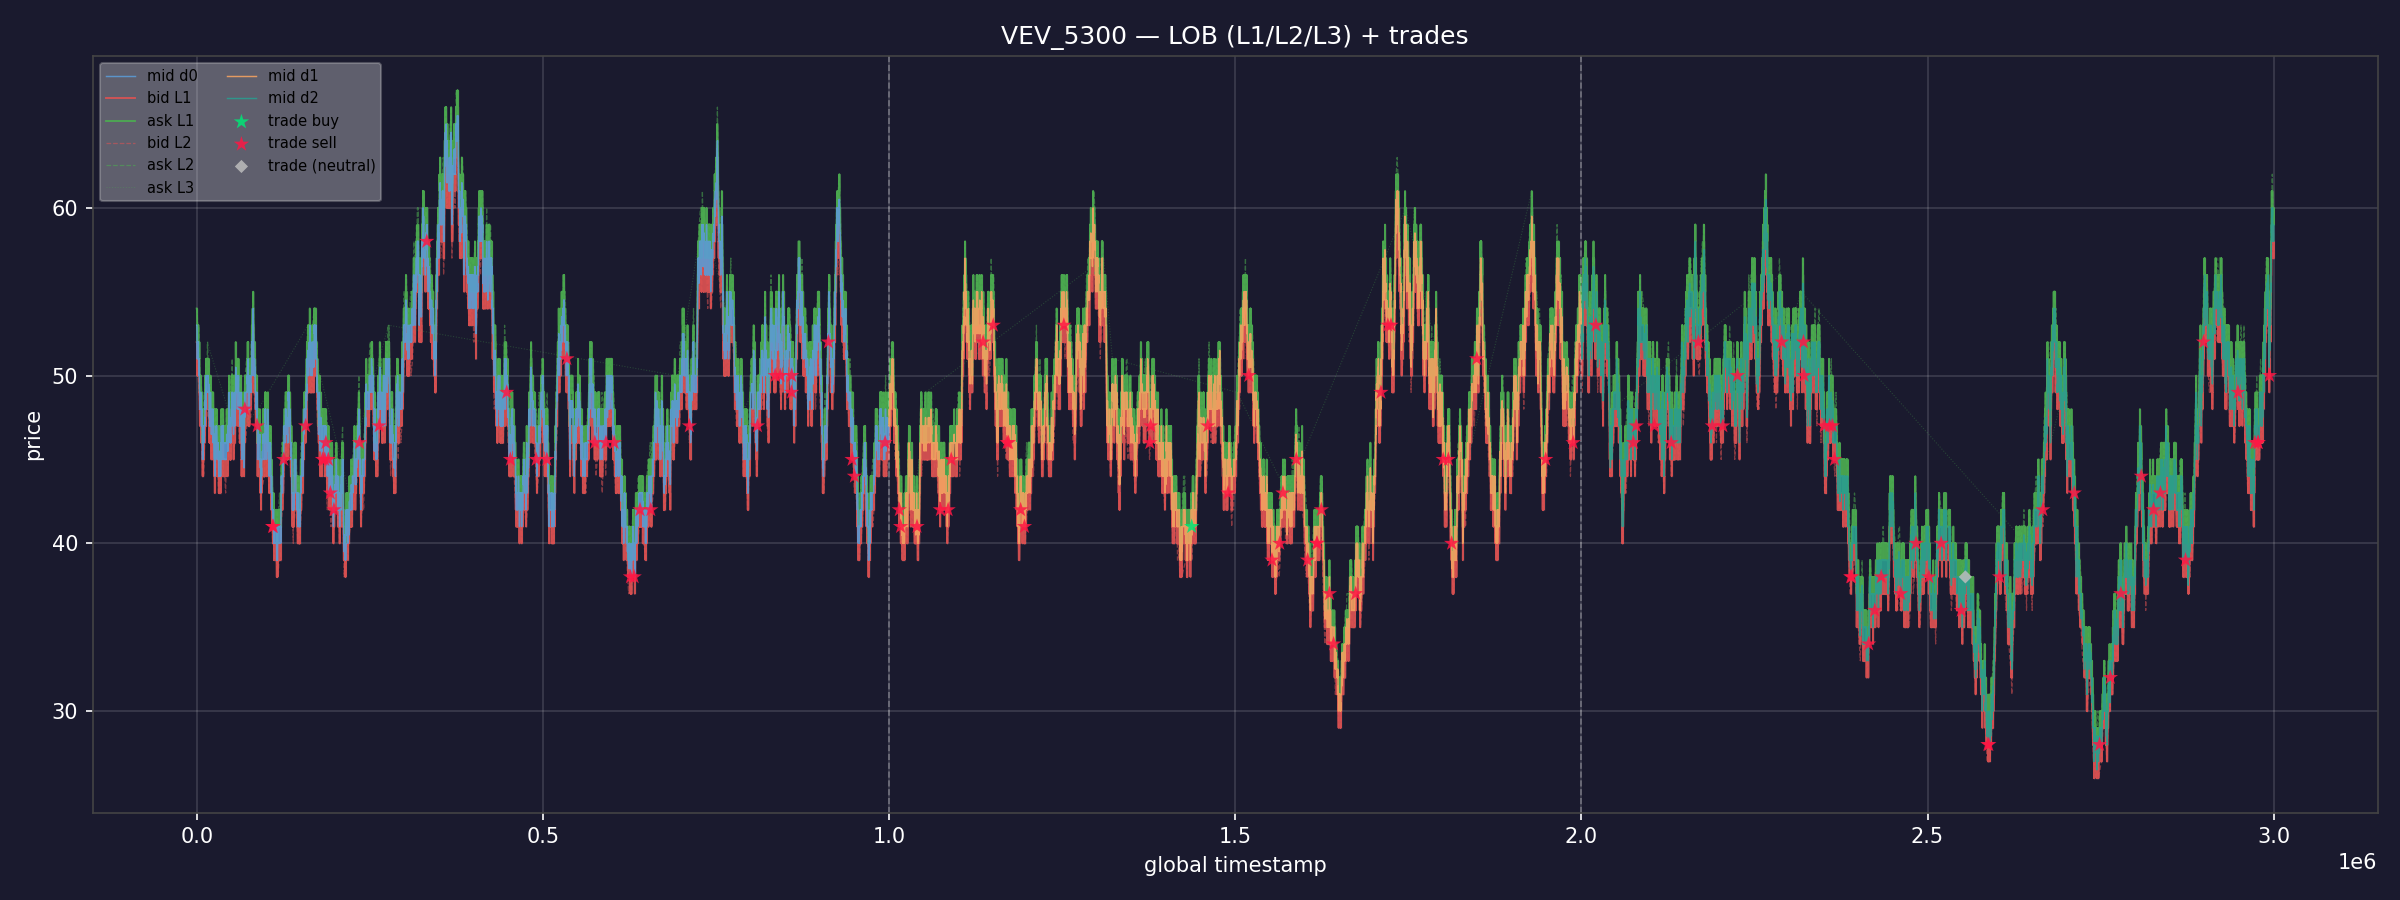 VEV_5300 — LOB (L1/L2/L3) + trades
mid d0
bid L1
ask L1
bid L2
ask L2
ask L3
mid d1
mid d2
trade buy
trade sell
trade (neutral)
price
60
50
40
30
0.0 0.5 1.0 1.5 2.0 2.5 3.0
1e6
global timestamp